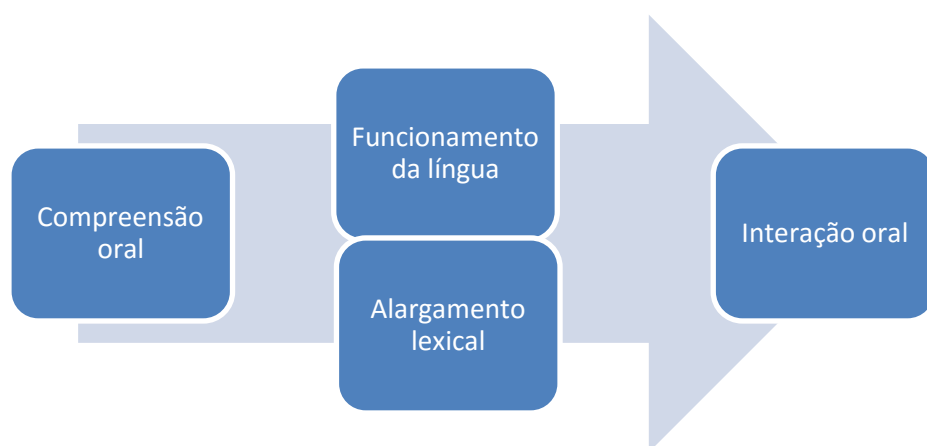 Compreensão
oral
Funcionamento
da língua
Alargamento
lexical
Interação oral